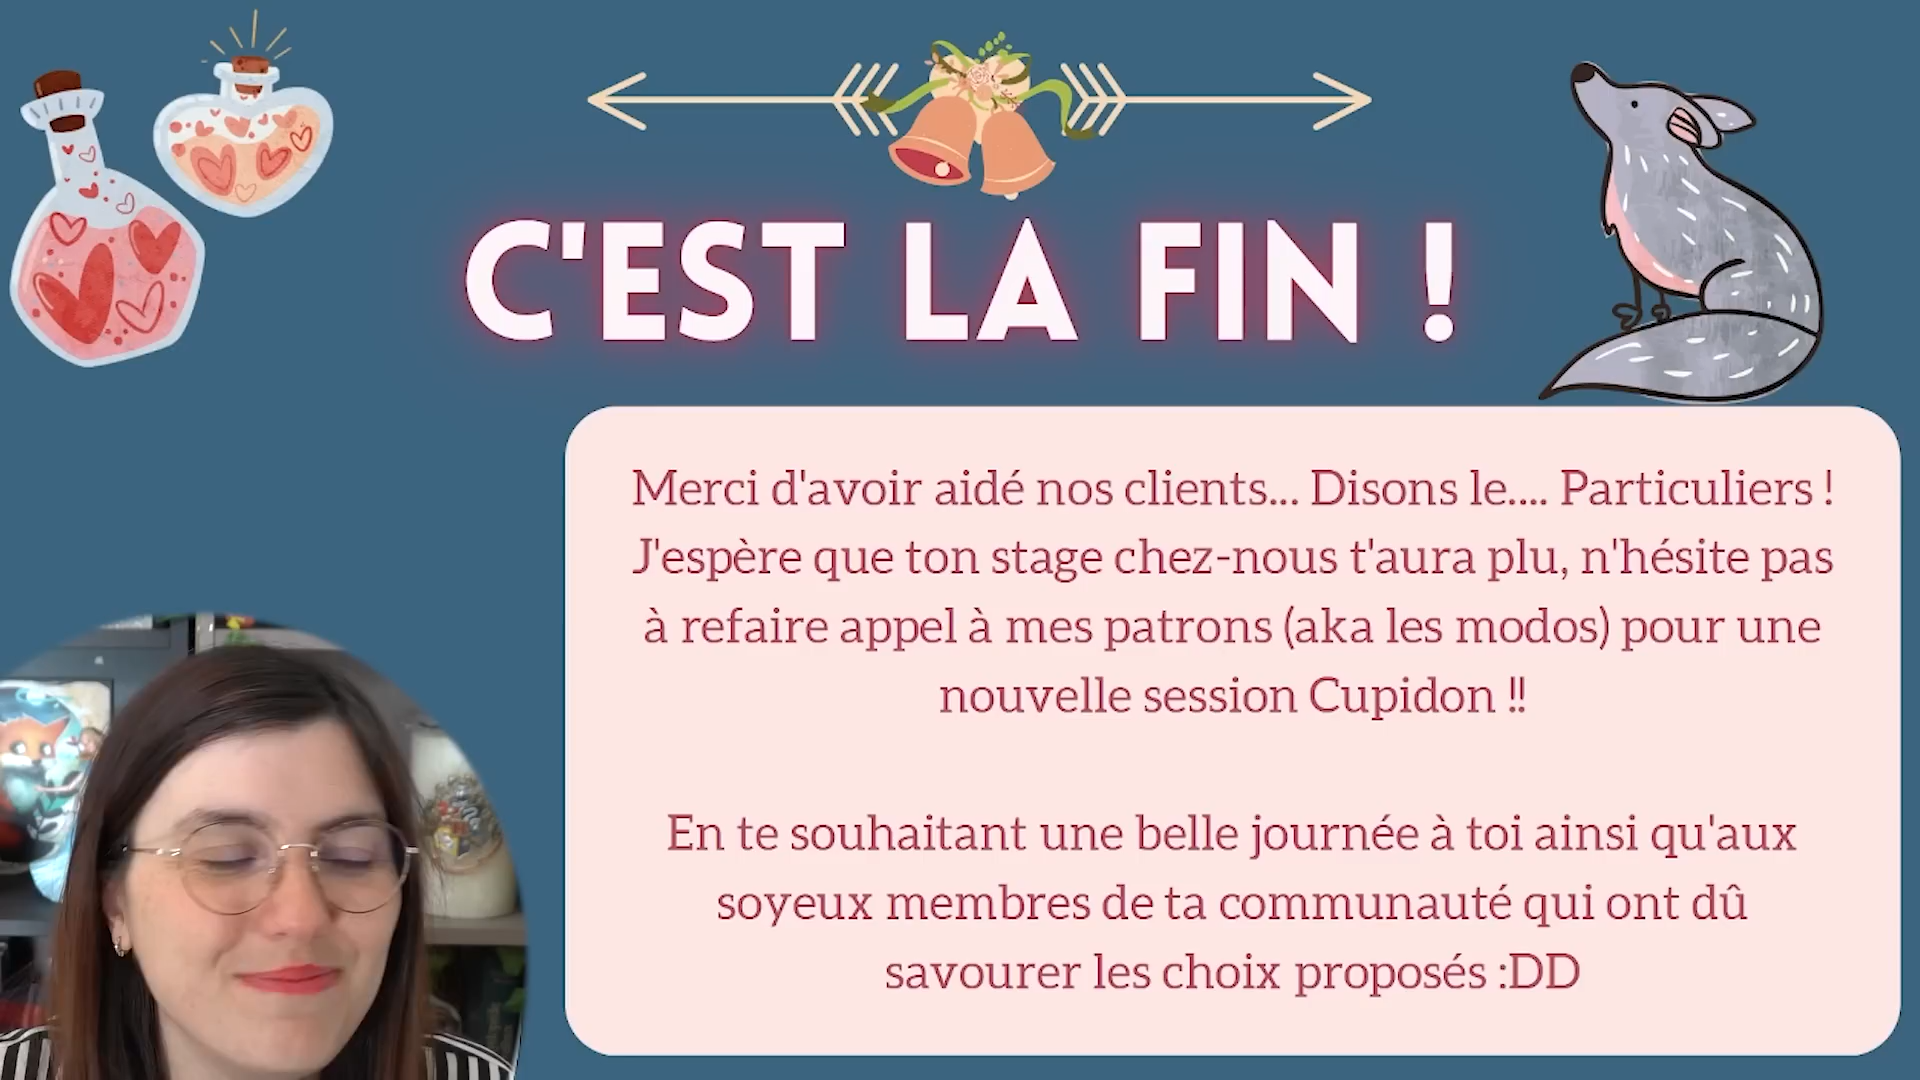 C'EST LA FIN !
Merci d'avoir aidé nos clients... Disons le.... Particuliers !
J'espère que ton stage chez-nous t'aura plu, n'hésite pas
à refaire appel à mes patrons (aka les modos) pour une
nouvelle session Cupidon !!
En te souhaitant une belle journée à toi ainsi qu'aux
soyeux membres de ta communauté qui ont dû
savourer les choix proposés :DD